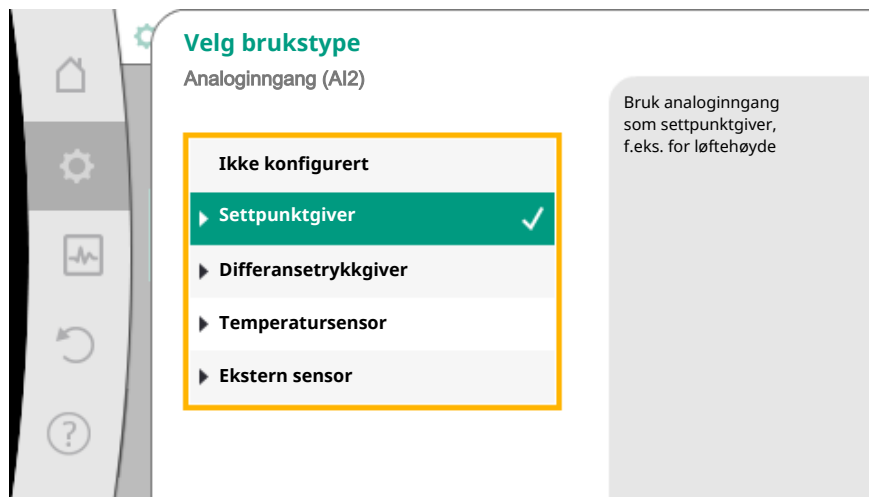 Velg brukstype
Analoginngang (AI2)
Ikke konfigurert
Settpunktgiver
Differansetrykkgiver
Temperatursensor
Ekstern sensor
Bruk analoginngang
som settpunktgiver,
f.eks. for løftehøyde
?